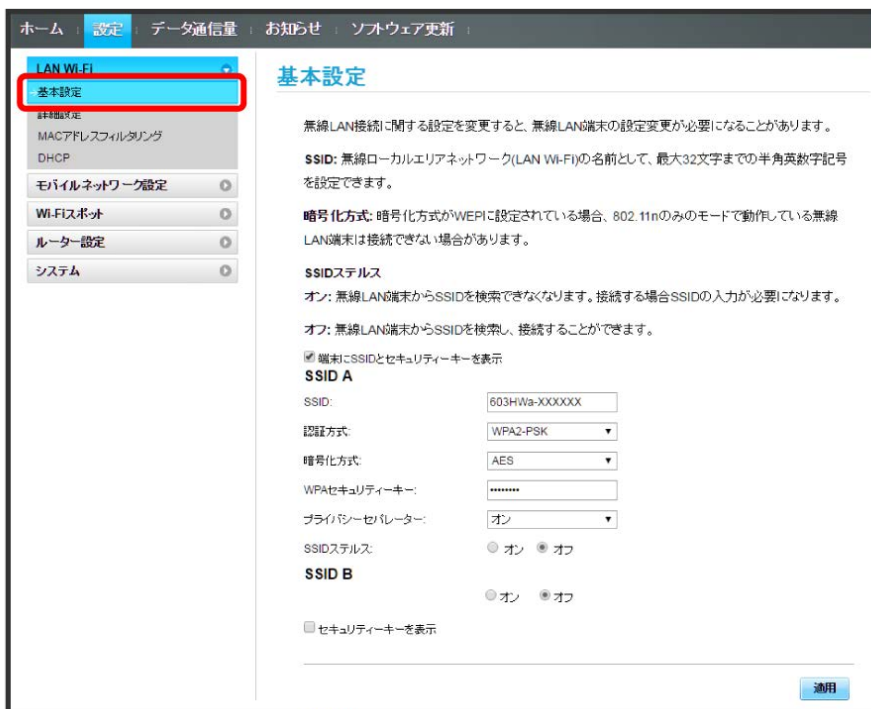 ホーム 設定 データ通信量 お知らせ ソフトウェア更新
LAN Wi-Fi
基本設定
詳細設定
MACアドレスフィルタリング
DHCP
モバイルネットワーク設定
Wi-Fiスポット
ルーター設定
システム
基本設定
無線LAN接続に関する設定を変更すると、無線LAN端末の設定変更が必要になることがあります。
SSID: 無線ローカルエリアネットワーク(LAN Wi-Fi)の名前として、最大32文字までの半角英数字記号
を設定できます。
暗号化方式: 暗号化方式がWEPに設定されている場合、802.11nのみのモードで動作している無線
LAN端末は接続できない場合があります。
SSIDステルス
オン: 無線LAN端末からSSIDを検索できなくなります。接続する場合SSIDの入力が必要になります。
オフ: 無線LAN端末からSSIDを検索し、接続することができます。
端末にSSIDとセキュリティーキーを表示
SSID A
SSID: 603HWa-XXXXXX
認証方式: WPA2-PSK
暗号化方式: AES
WPAセキュリティーキー: ••••••••
プライバシーセパレーター: オン
SSIDステルス: オン オフ
SSID B
オン オフ
セキュリティーキーを表示
適用